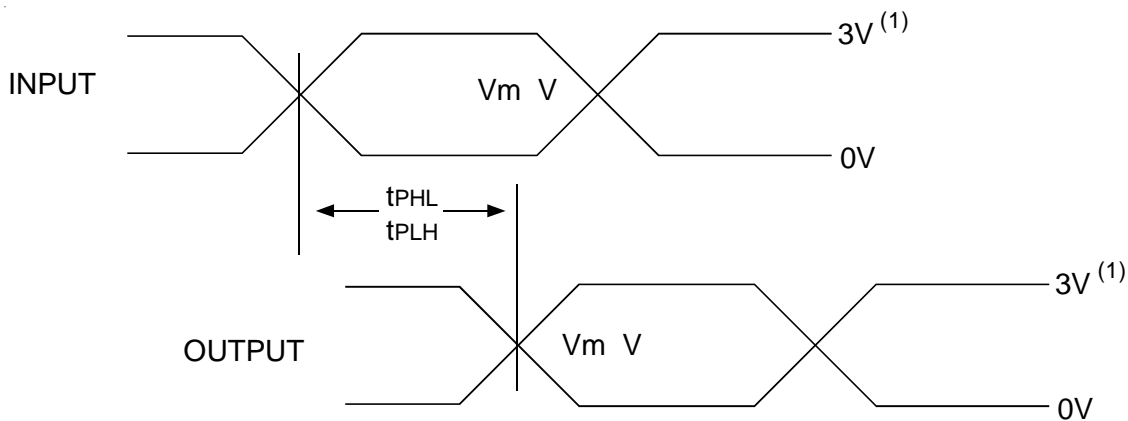 3V (1)
INPUT
Vm V
0V
tPHL
tPLH
3V (1)
OUTPUT
Vm V
0V